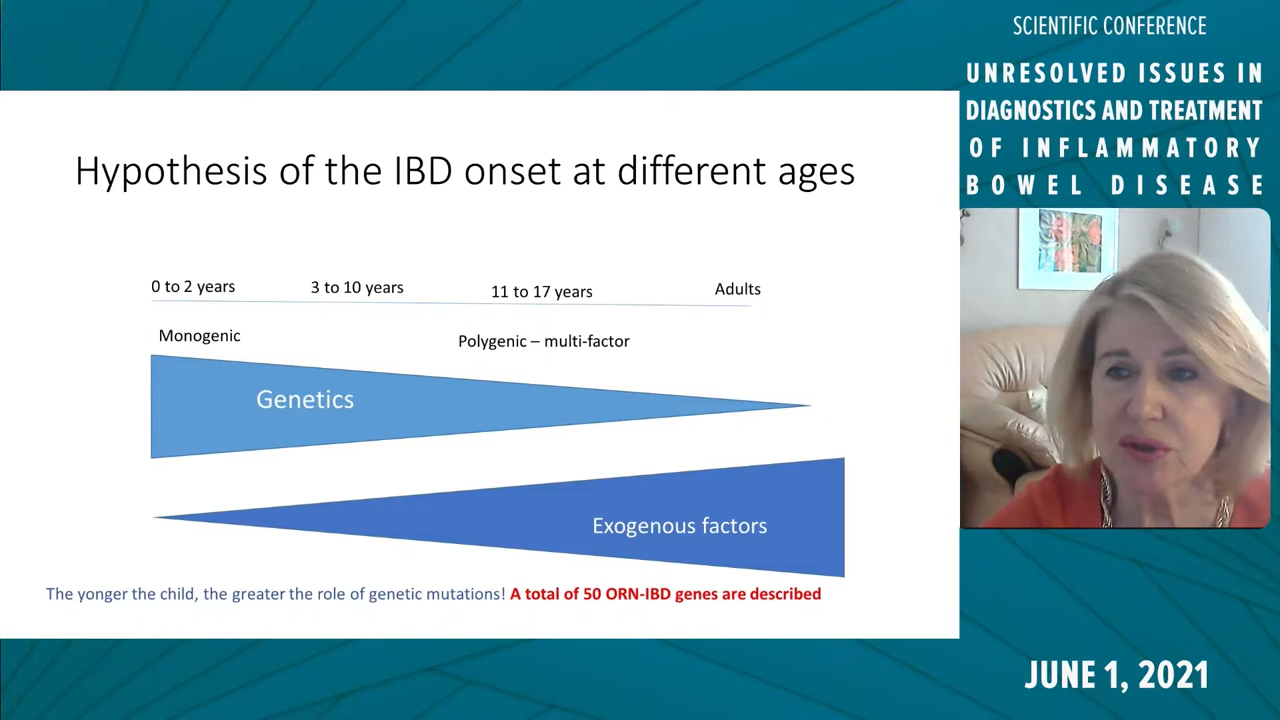 SCIENTIFIC CONFERENCE
UNRESOLVED ISSUES IN
DIAGNOSTICS AND TREATMENT
OF INFLAMMATORY
BOWEL DISEASE
Hypothesis of the IBD onset at different ages
0 to 2 years
3 to 10 years
11 to 17 years
Adults
Monogenic
Polygenic – multi-factor
Genetics
Exogenous factors
The yonger the child, the greater the role of genetic mutations! A total of 50 ORN-IBD genes are described
JUNE 1, 2021